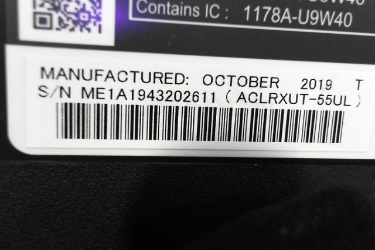 Contains IC : 1178A-U9W40
MANUFACTURED: OCTOBER 2019 T
S/N ME1A1943202611 ( ACLRXUT-55UL )